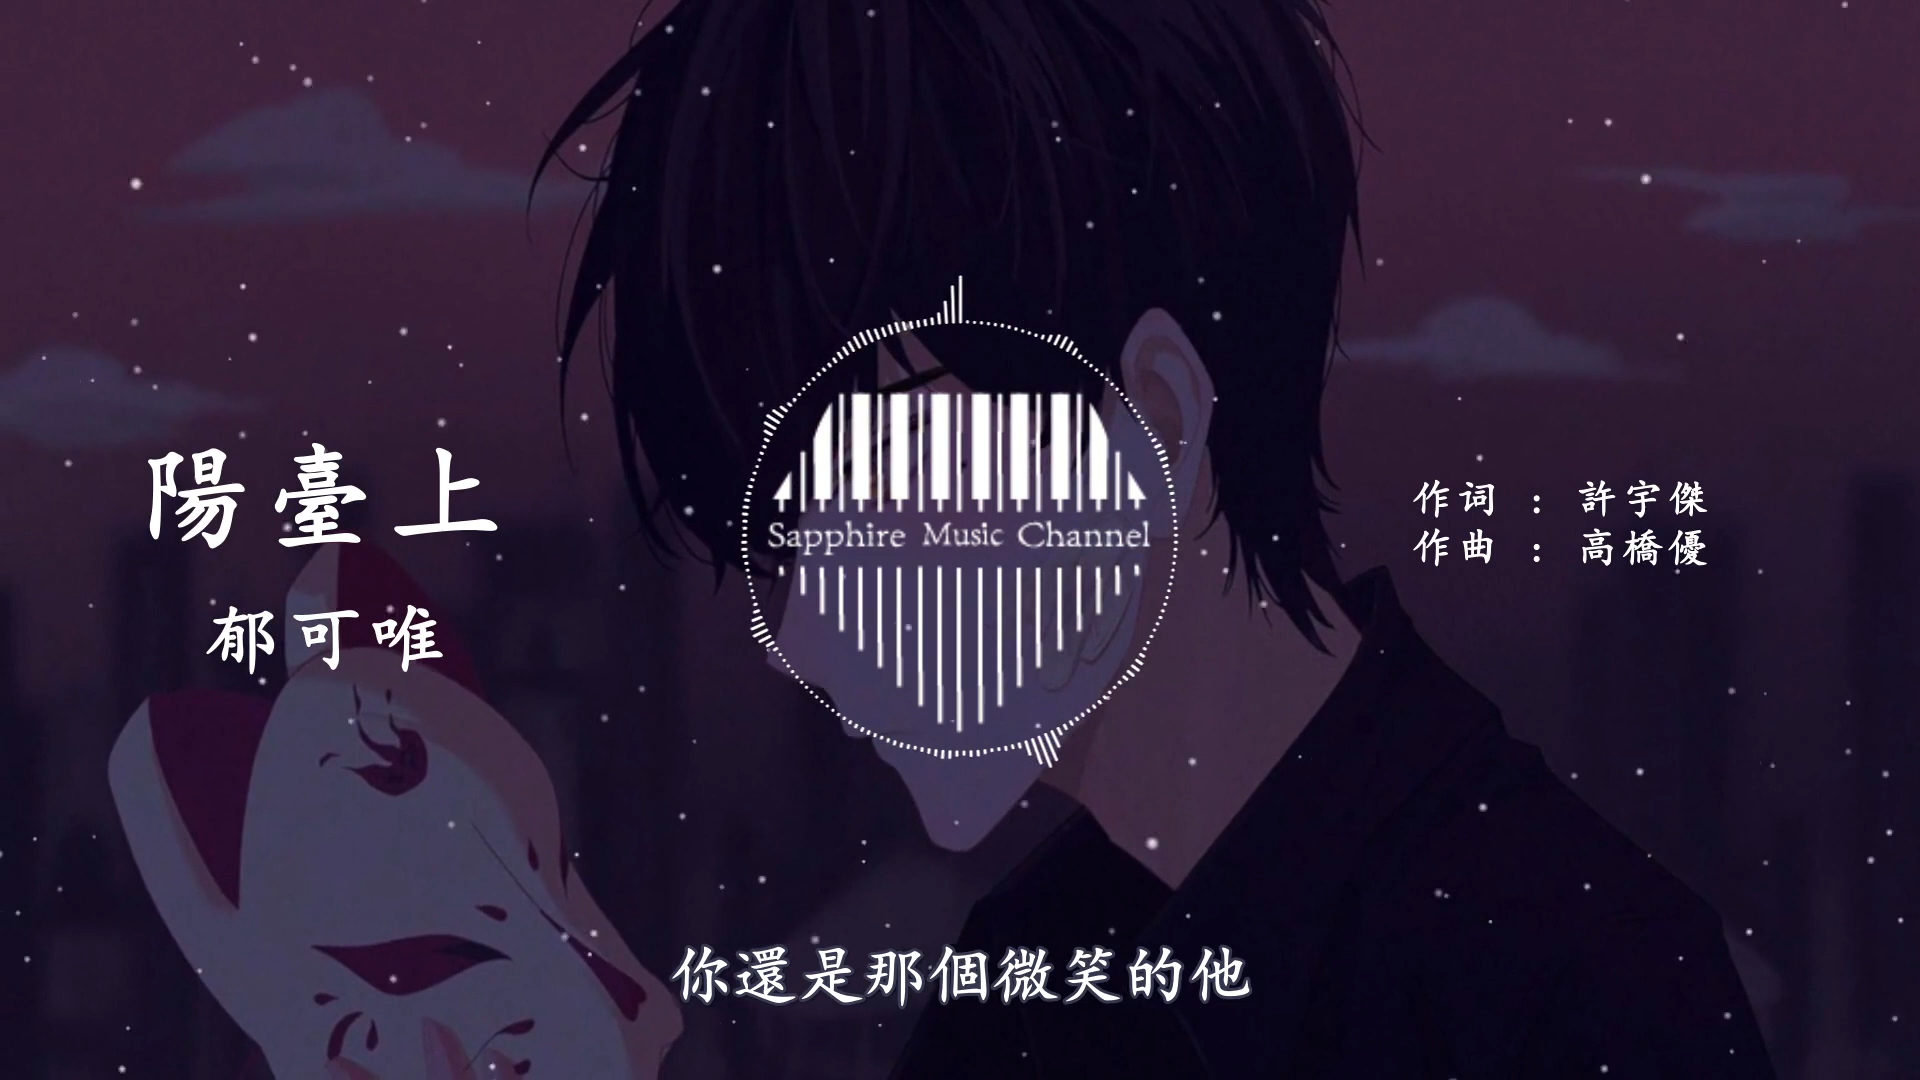 陽臺上
郁可唯
Sapphire Music Channel
作词 : 許宇傑
作曲 : 高橋優
你還是那個微笑的他